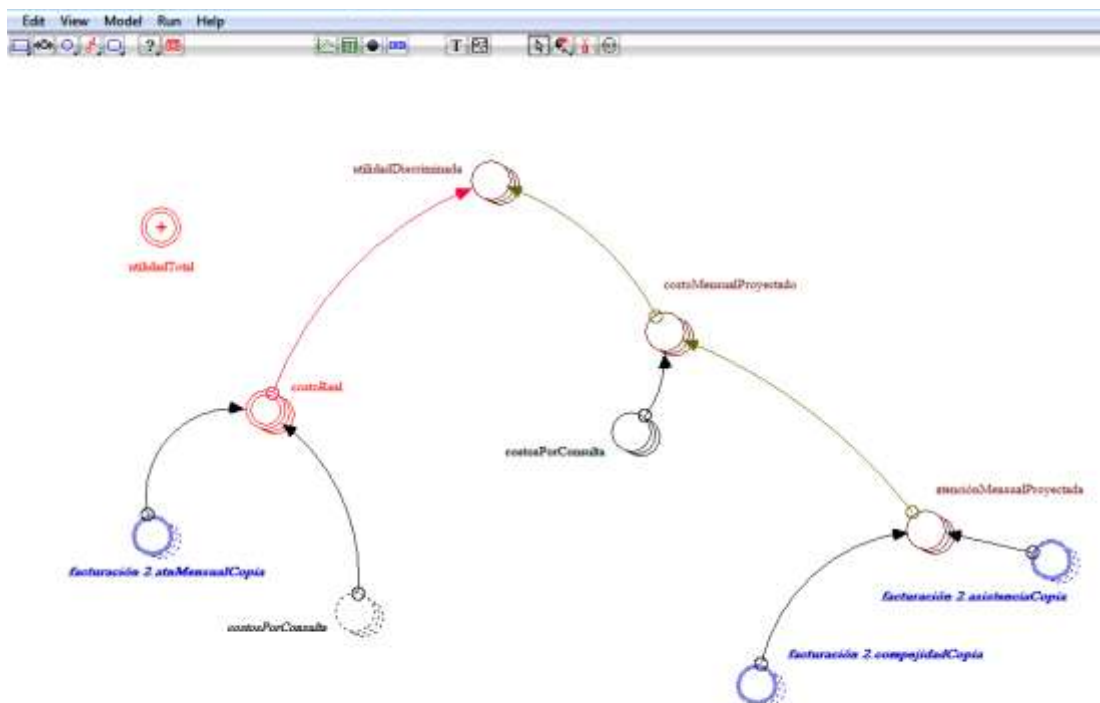 Edit View Model Run Help
? T
utilidadDiscriminada
utilidadTotal
costoMensualProyectado
costoReal
costosPorConsulta
atenciónMensualProyectada
facturación 2.atnMensualCopia
facturación 2.asistenciaCopia
costosPorConsulta
facturación 2.compejidadCopia